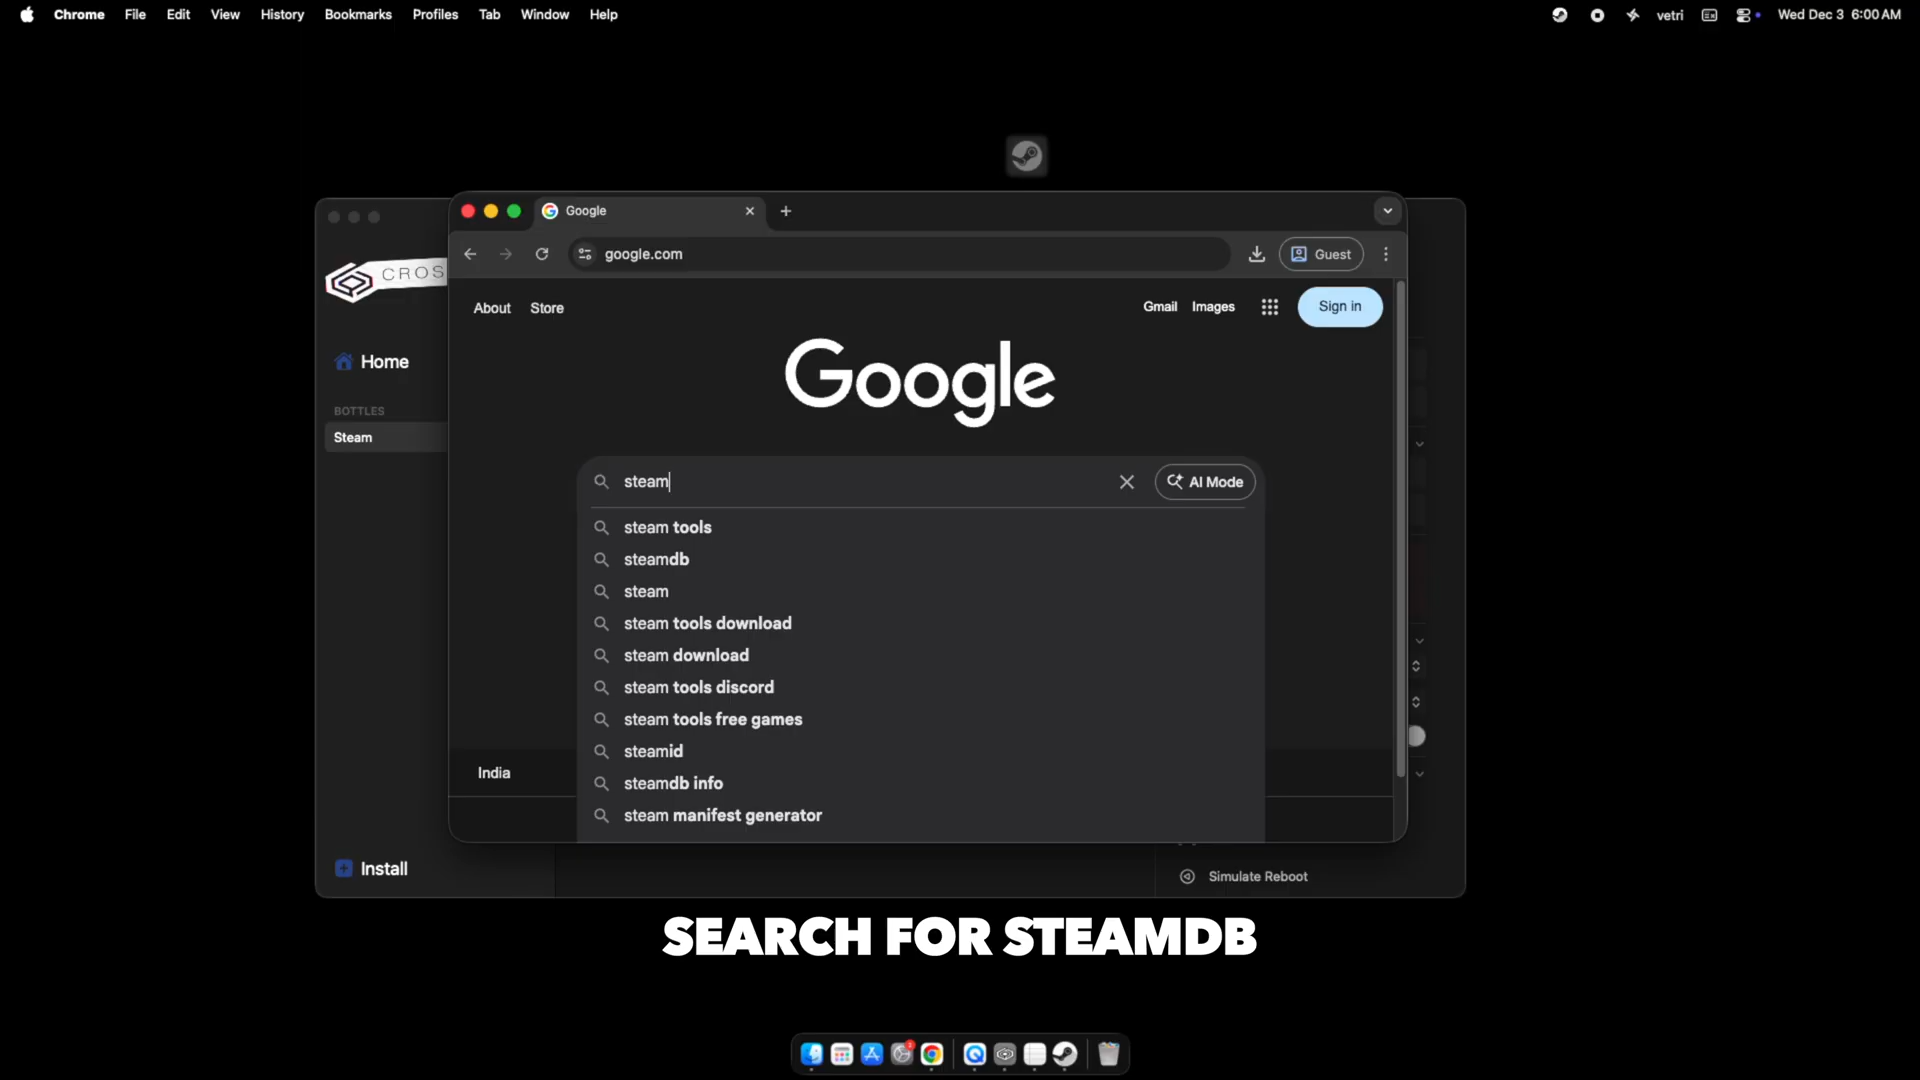 Chrome File Edit View History Bookmarks Profiles Tab Window Help
vetri Wed Dec 3 6:00 AM
Google
google.com
Guest
CROS
About Store
Gmail Images Sign in
Home
Google
BOTTLES
Steam
steam
AI Mode
steam tools
steamdb
steam
steam tools download
steam download
steam tools discord
steam tools free games
steamid
India
steamdb info
steam manifest generator
Install
Simulate Reboot
SEARCH FOR STEAMDB